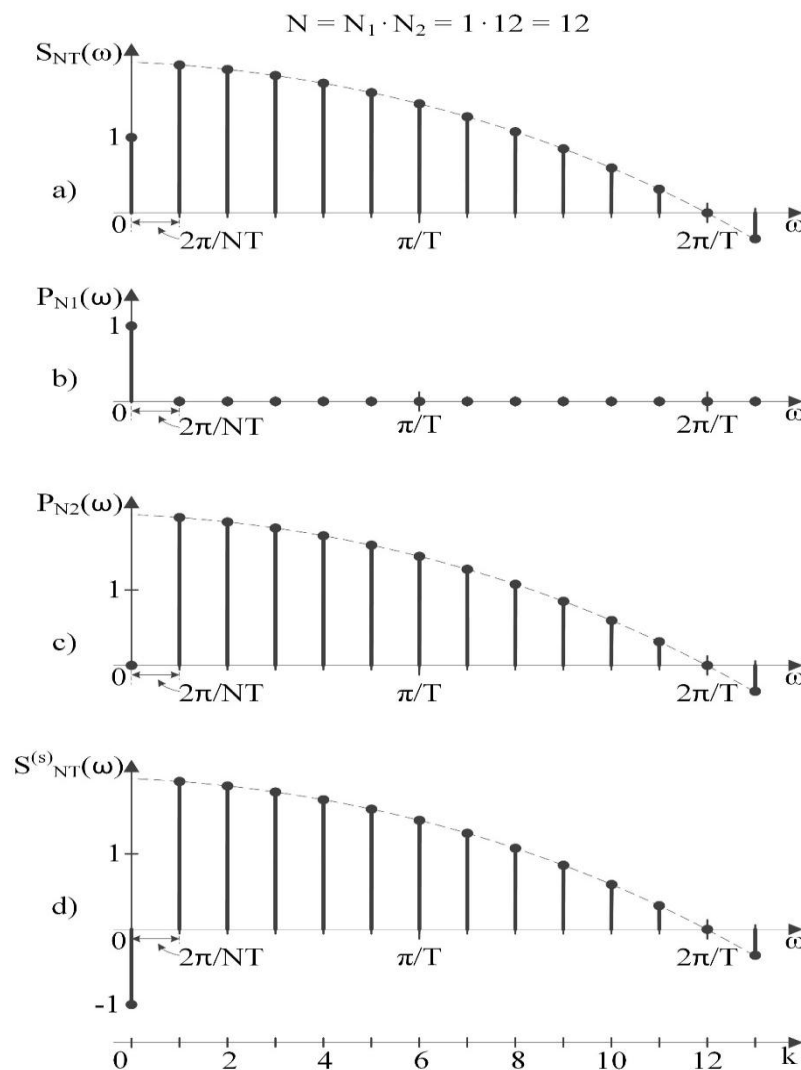 N = N₁ · N₂ = 1 · 12 = 12
S_NT(ω)
1
a)
0
2π/NT
π/T
2π/T
ω
P_N1(ω)
1
b)
0
2π/NT
π/T
2π/T
ω
P_N2(ω)
1
c)
0
2π/NT
π/T
2π/T
ω
S^(s)_NT(ω)
1
d)
0
2π/NT
π/T
2π/T
ω
-1
0 2 4 6 8 10 12 k